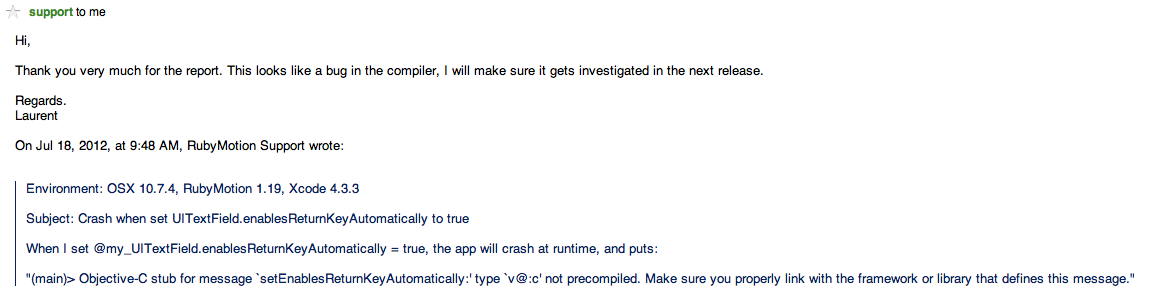 support to me
Hi,
Thank you very much for the report. This looks like a bug in the compiler, I will make sure it gets investigated in the next release.
Regards.
Laurent
On Jul 18, 2012, at 9:48 AM, RubyMotion Support wrote:
Environment: OSX 10.7.4, RubyMotion 1.19, Xcode 4.3.3
Subject: Crash when set UITextField.enablesReturnKeyAutomatically to true
When I set @my_UITextField.enablesReturnKeyAutomatically = true, the app will crash at runtime, and puts:
"(main)> Objective-C stub for message `setEnablesReturnKeyAutomatically:' type `v@:c' not precompiled. Make sure you properly link with the framework or library that defines this message."